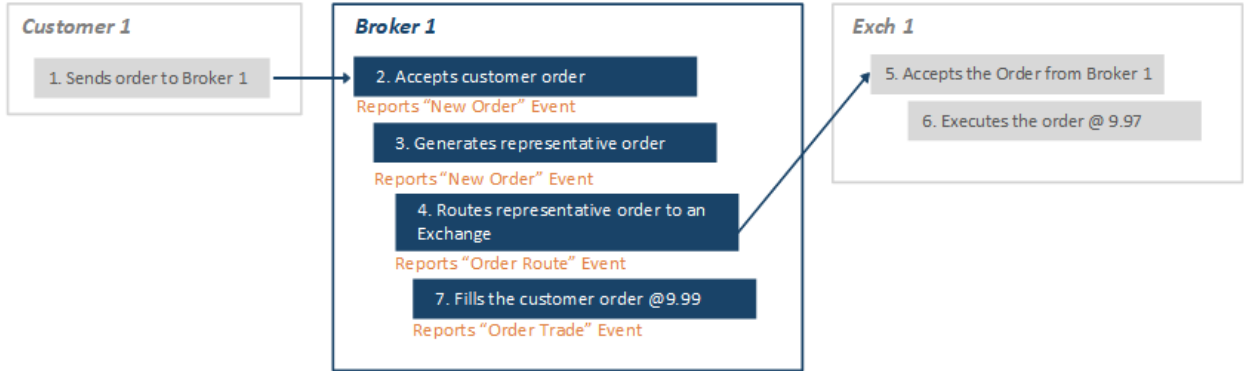 Customer 1
1. Sends order to Broker 1
Broker 1
2. Accepts customer order
Reports “New Order” Event
3. Generates representative order
Reports “New Order” Event
4. Routes representative order to an
Exchange
Reports “Order Route” Event
7. Fills the customer order @9.99
Reports “Order Trade” Event
Exch 1
5. Accepts the Order from Broker 1
6. Executes the order @ 9.97